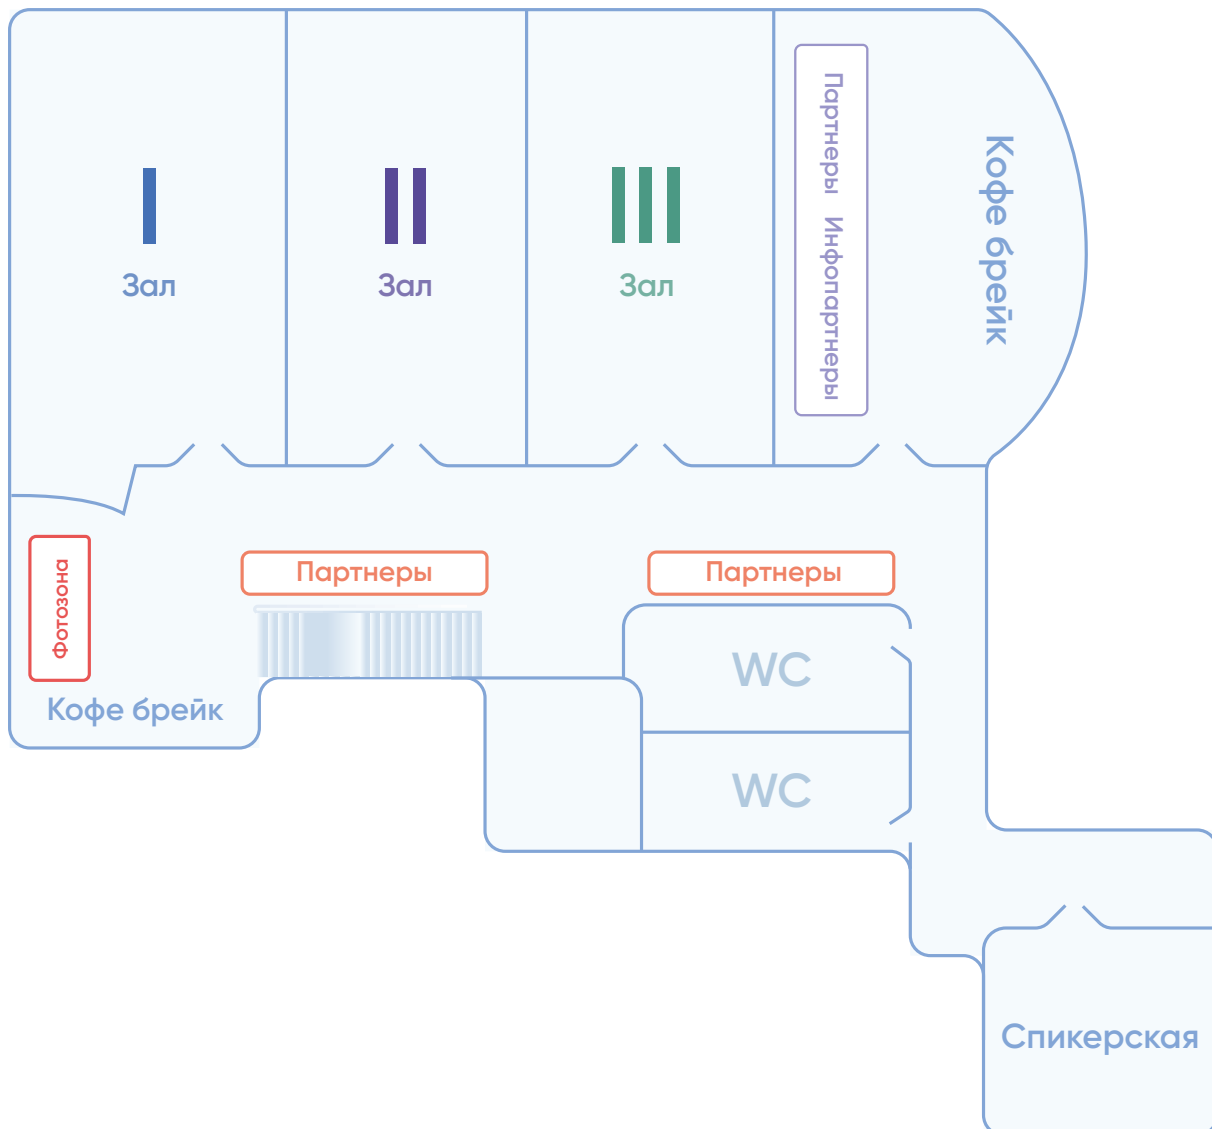 I
Зал
II
Зал
III
Зал
Партнеры Инфопартнеры
Кофе брейк
Фотозона
Кофе брейк
Партнеры
Партнеры
WC
WC
Спикерская